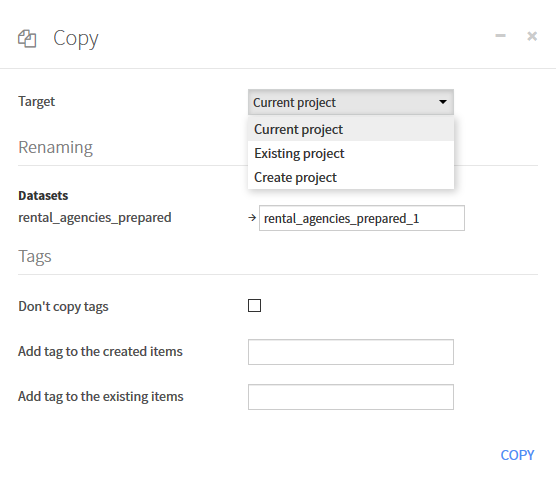 Copy
Target
Current project
Current project
Existing project
Create project
Renaming
Datasets
rental_agencies_prepared
rental_agencies_prepared_1
Tags
Don't copy tags
Add tag to the created items
Add tag to the existing items
COPY